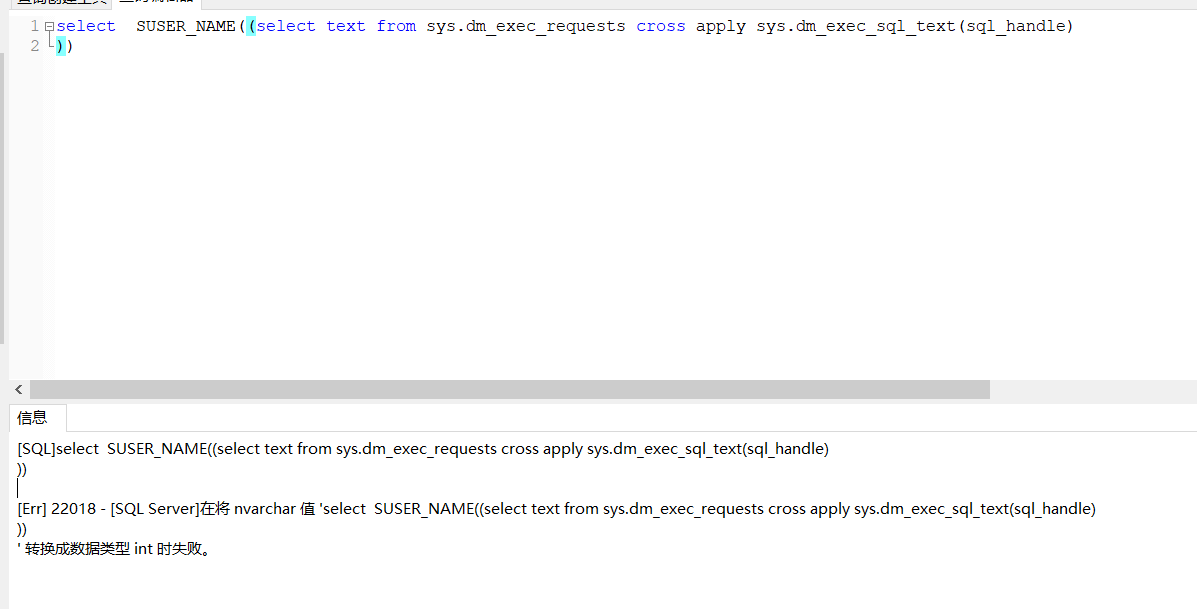 1 select  SUSER_NAME((select text from sys.dm_exec_requests cross apply sys.dm_exec_sql_text(sql_handle)
2 ))
信息
[SQL]select  SUSER_NAME((select text from sys.dm_exec_requests cross apply sys.dm_exec_sql_text(sql_handle)
))
[Err] 22018 - [SQL Server]在将 nvarchar 值 'select  SUSER_NAME((select text from sys.dm_exec_requests cross apply sys.dm_exec_sql_text(sql_handle)
))
' 转换成数据类型 int 时失败。